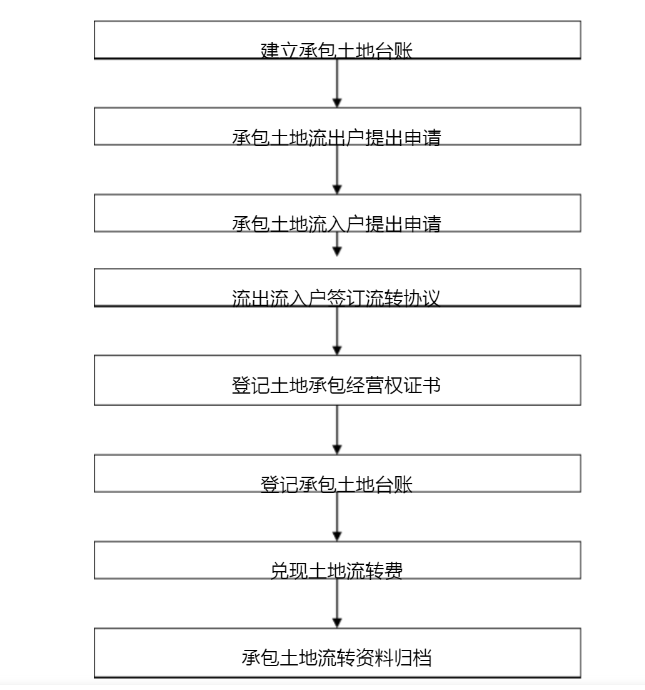 建立承包土地台账
承包土地流出户提出申请
承包土地流入户提出申请
流出流入户签订流转协议
登记土地承包经营权证书
登记承包土地台账
兑现土地流转费
承包土地流转资料归档